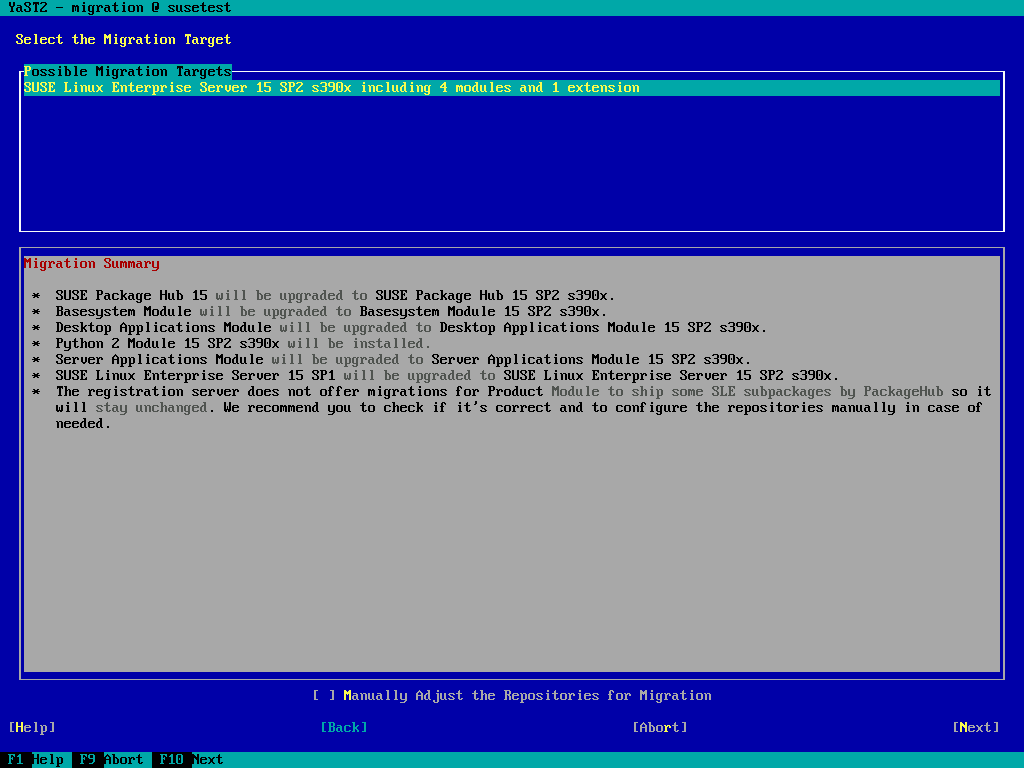 YaST2 - migration @ susetest
Select the Migration Target
Possible Migration Targets
SUSE Linux Enterprise Server 15 SP2 s390x including 4 modules and 1 extension
Migration Summary
* SUSE Package Hub 15 will be upgraded to SUSE Package Hub 15 SP2 s390x.
* Basesystem Module will be upgraded to Basesystem Module 15 SP2 s390x.
* Desktop Applications Module will be upgraded to Desktop Applications Module 15 SP2 s390x.
* Python 2 Module 15 SP2 s390x will be installed.
* Server Applications Module will be upgraded to Server Applications Module 15 SP2 s390x.
* SUSE Linux Enterprise Server 15 SP1 will be upgraded to SUSE Linux Enterprise Server 15 SP2 s390x.
* The registration server does not offer migrations for Product Module to ship some SLE subpackages by PackageHub so it
will stay unchanged. We recommend you to check if it's correct and to configure the repositories manually in case of
needed.
[ ] Manually Adjust the Repositories for Migration
[Help] [Back] [Abort] [Next]
F1 Help F9 Abort F10 Next